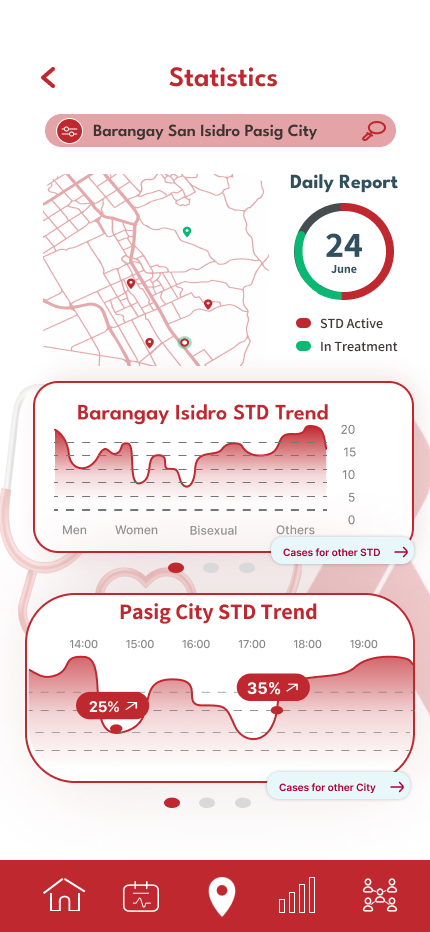 Statistics
Barangay San Isidro Pasig City
Daily Report
24
June
STD Active
In Treatment
Barangay Isidro STD Trend
20
15
10
5
0
Men Women Bisexual Others
Cases for other STD
Pasig City STD Trend
14:00 15:00 16:00 17:00 18:00 19:00
35%
25%
Cases for other City